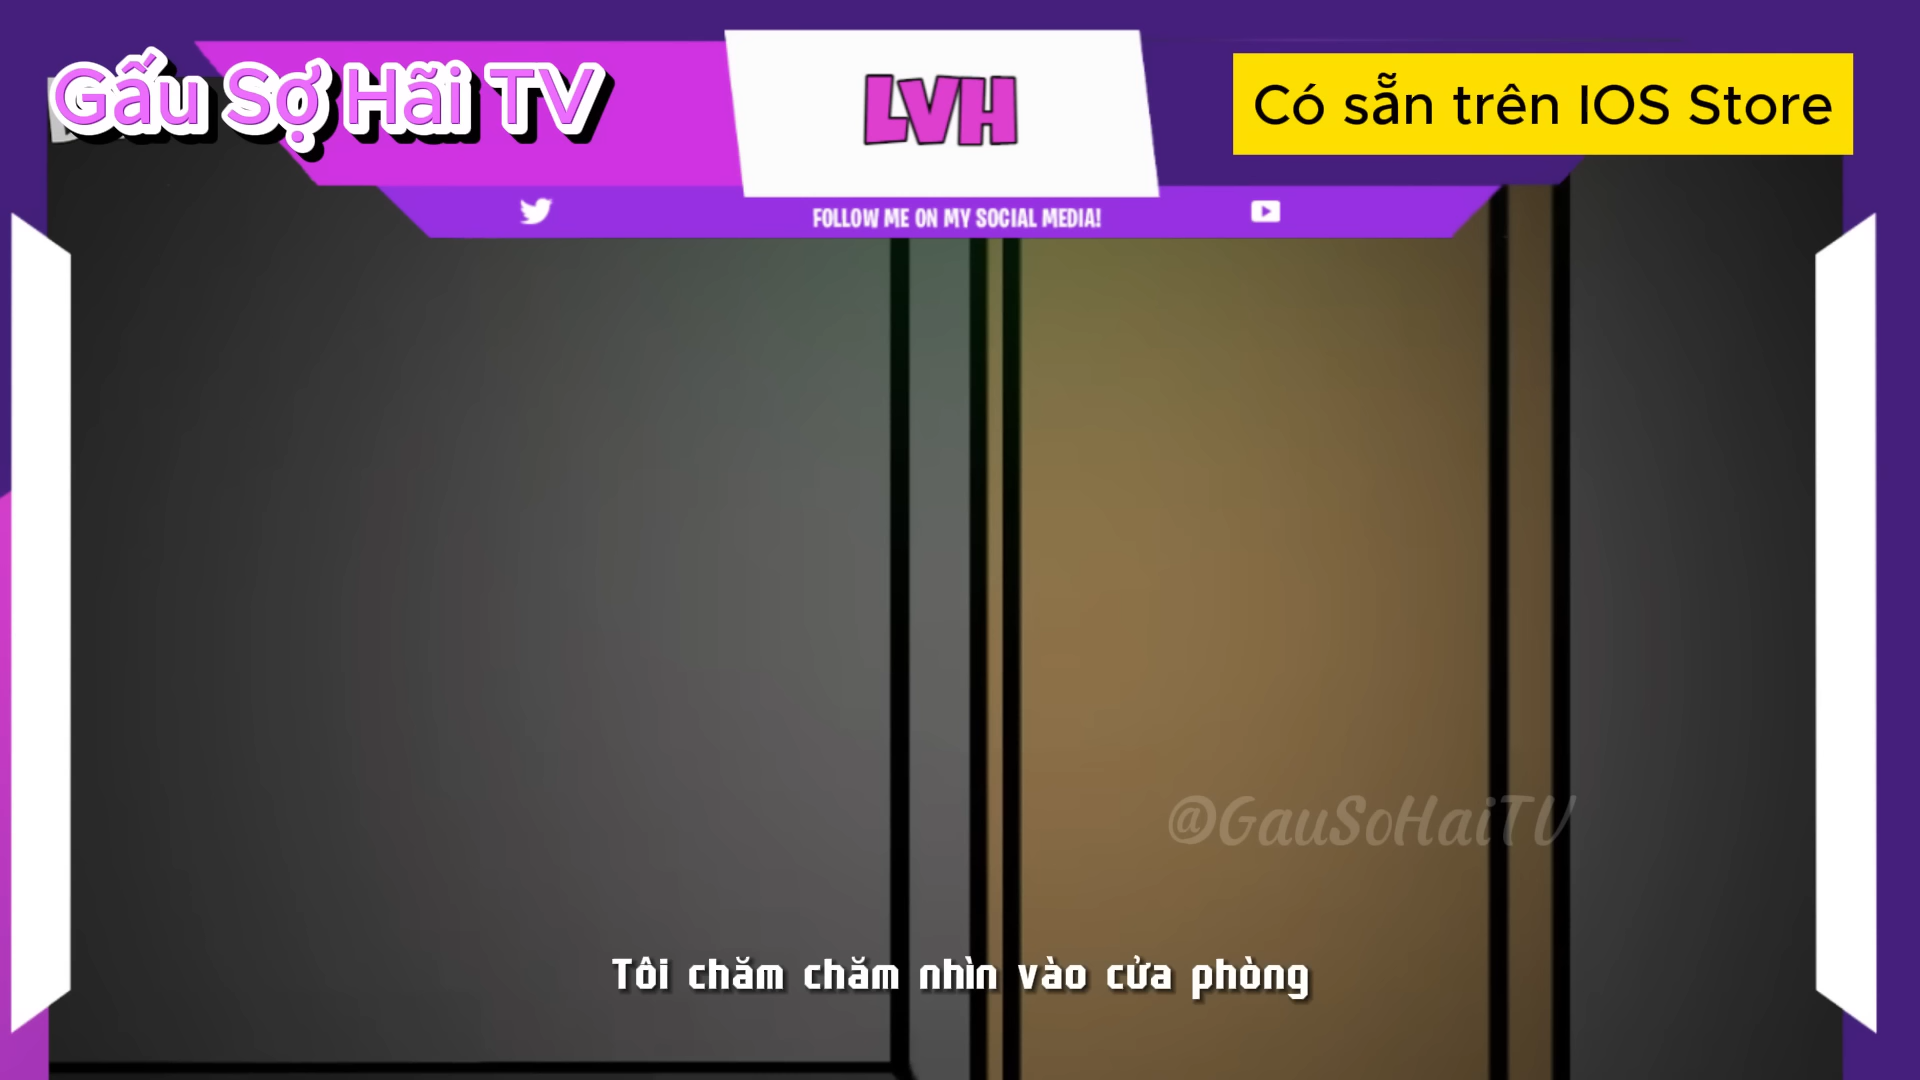 Gấu Sợ Hãi TV
LVH
Có sẵn trên IOS Store
FOLLOW ME ON MY SOCIAL MEDIA!
@GauSoHaiTV
Tôi chăm chăm nhìn vào cửa phòng